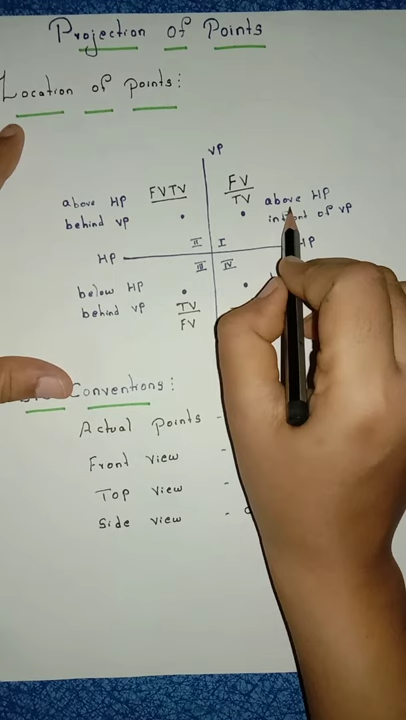 Projection of Points
Location of points:
VP
above HP
behind VP
FV TV
FV
TV
above HP
infront of VP
II I
HP HP
III IV
below HP
behind VP
TV
FV
Conventions:
Actual Points -
Front view -
Top view -
Side view -